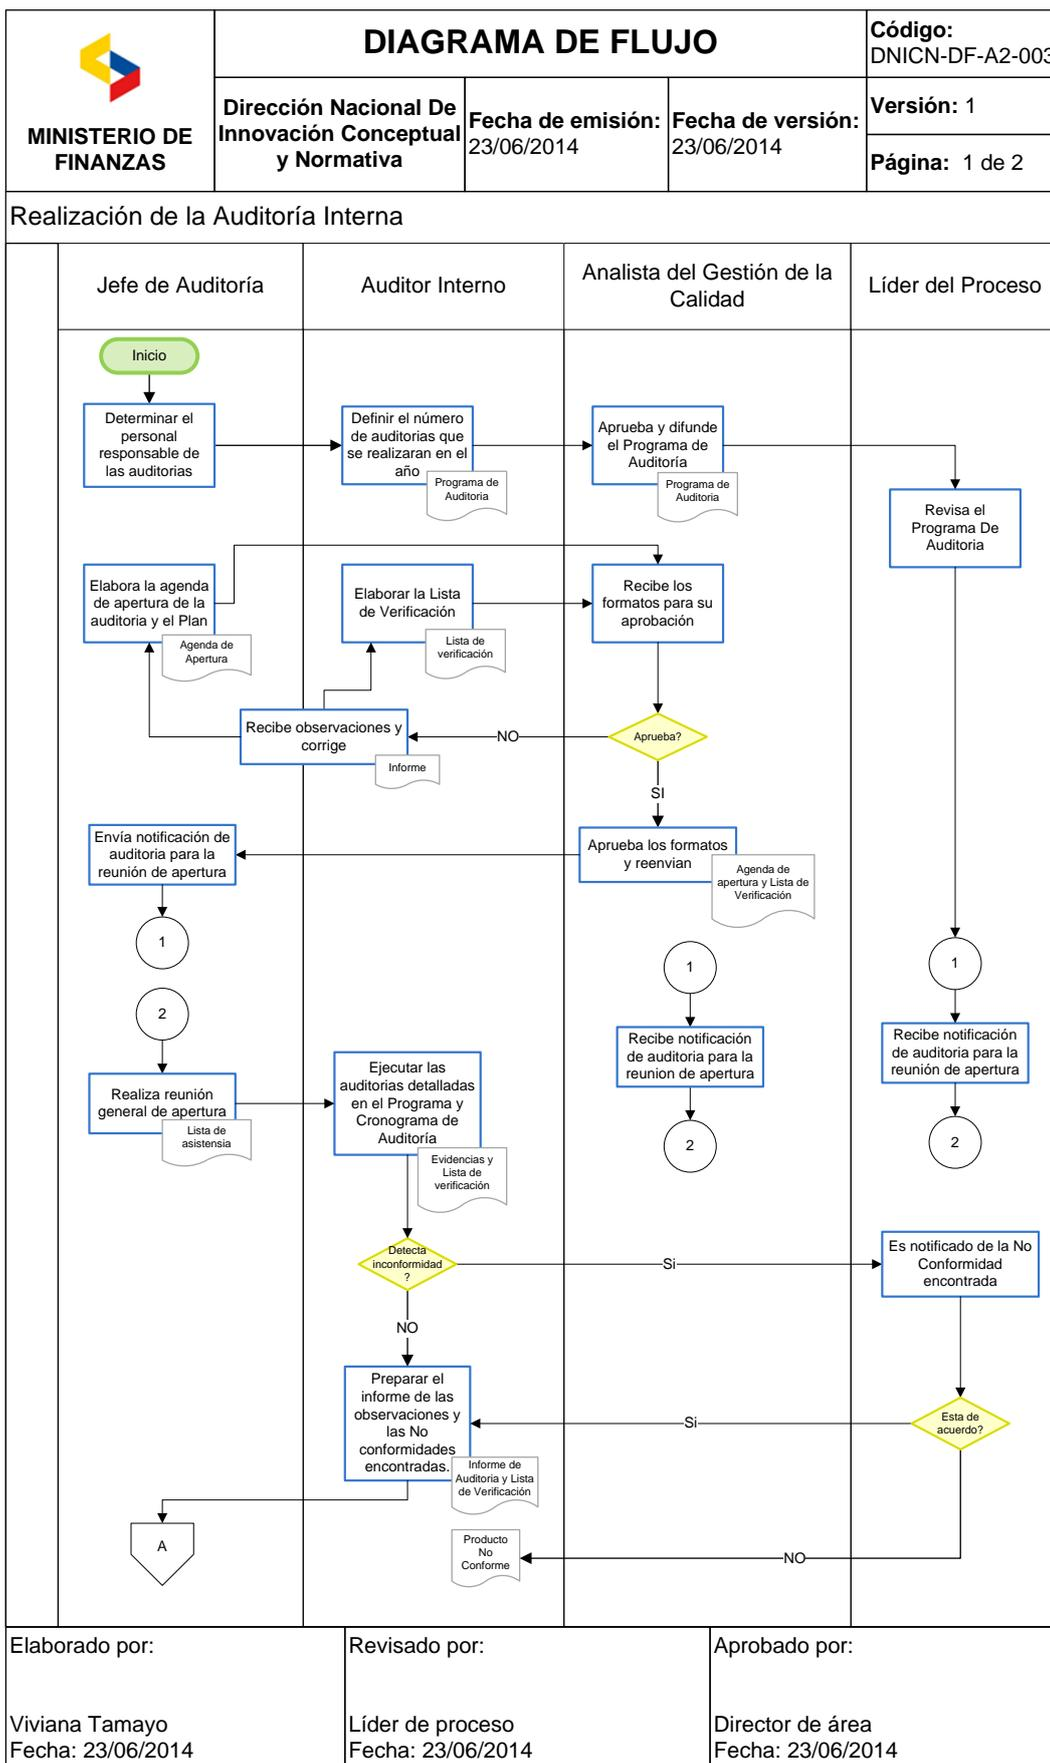 MINISTERIO DE
FINANZAS
DIAGRAMA DE FLUJO
Código:
DNICN-DF-A2-003
Dirección Nacional De
Innovación Conceptual
y Normativa
Fecha de emisión:
23/06/2014
Fecha de versión:
23/06/2014
Versión: 1
Página: 1 de 2
Realización de la Auditoría Interna
Jefe de Auditoría
Auditor Interno
Analista del Gestión de la
Calidad
Líder del Proceso
Inicio
Determinar el
personal
responsable de
las auditorias
Definir el número
de auditorias que
se realizaran en el
año
Programa de
Auditoria
Aprueba y difunde
el Programa de
Auditoría
Programa de
Auditoria
Revisa el
Programa De
Auditoria
Elabora la agenda
de apertura de la
auditoria y el Plan
Agenda de
Apertura
Elaborar la Lista
de Verificación
Lista de
verificación
Recibe los
formatos para su
aprobación
Recibe observaciones y
corrige
Informe
NO
Aprueba?
SI
Envía notificación de
auditoria para la
reunión de apertura
Aprueba los formatos
y reenvian
Agenda de
apertura y Lista de
Verificación
1
1
1
2
Recibe notificación
de auditoria para la
reunion de apertura
Recibe notificación
de auditoria para la
reunión de apertura
Realiza reunión
general de apertura
Lista de
asistensia
Ejecutar las
auditorias detalladas
en el Programa y
Cronograma de
Auditoría
Evidencias y
Lista de
verificación
2
2
Detecta
inconformidad
?
Si
Es notificado de la No
Conformidad
encontrada
NO
Preparar el
informe de las
observaciones y
las No
conformidades
encontradas.
Informe de
Auditoria y Lista
de Verificación
Si
Esta de
acuerdo?
A
Producto
No
Conforme
NO
Elaborado por:
Viviana Tamayo
Fecha: 23/06/2014
Revisado por:
Líder de proceso
Fecha: 23/06/2014
Aprobado por:
Director de área
Fecha: 23/06/2014